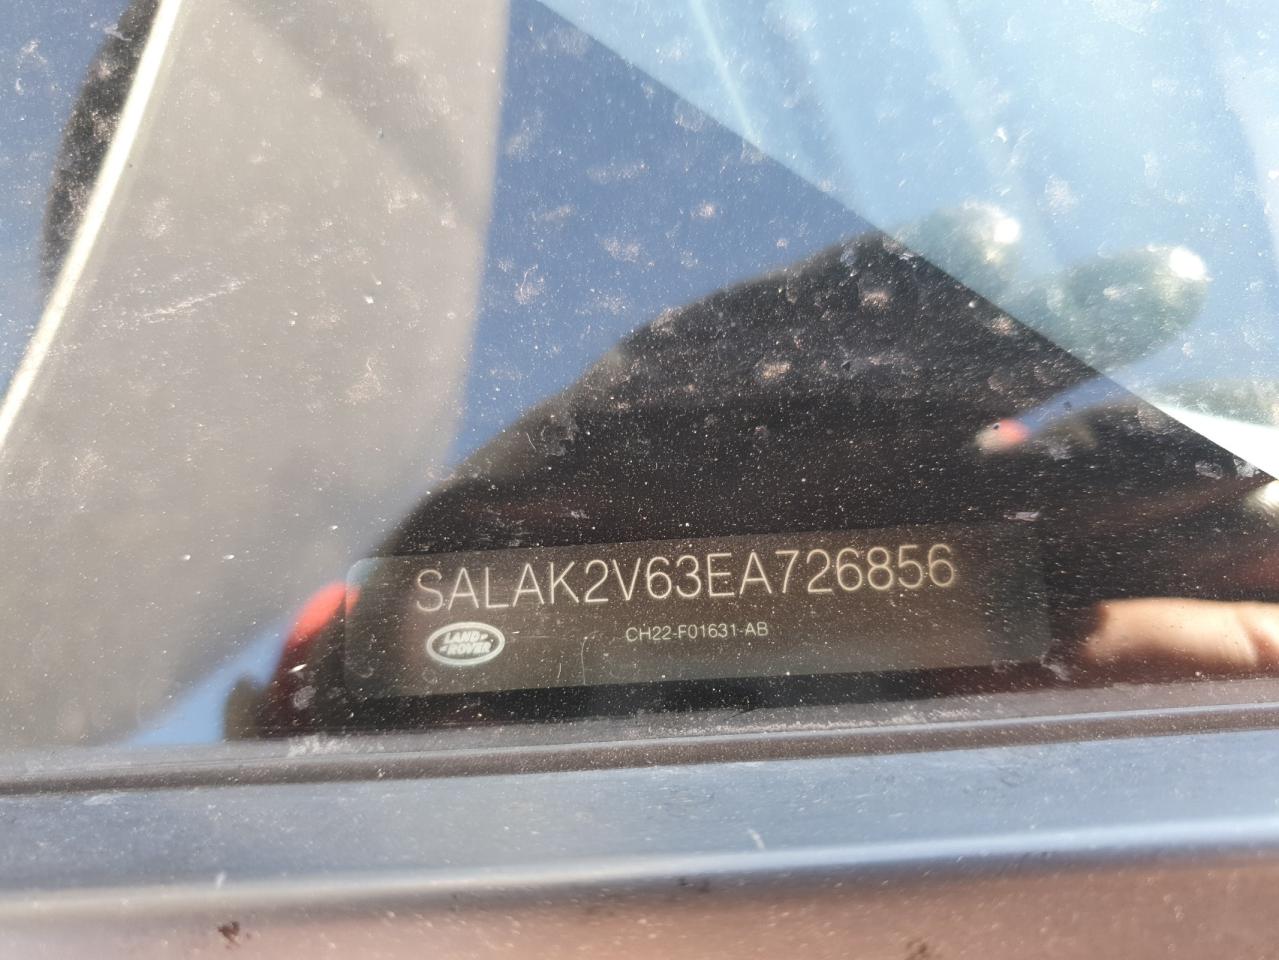 SALAK2V63EA726856
LAND
ROVER
CH22-F01631-AB